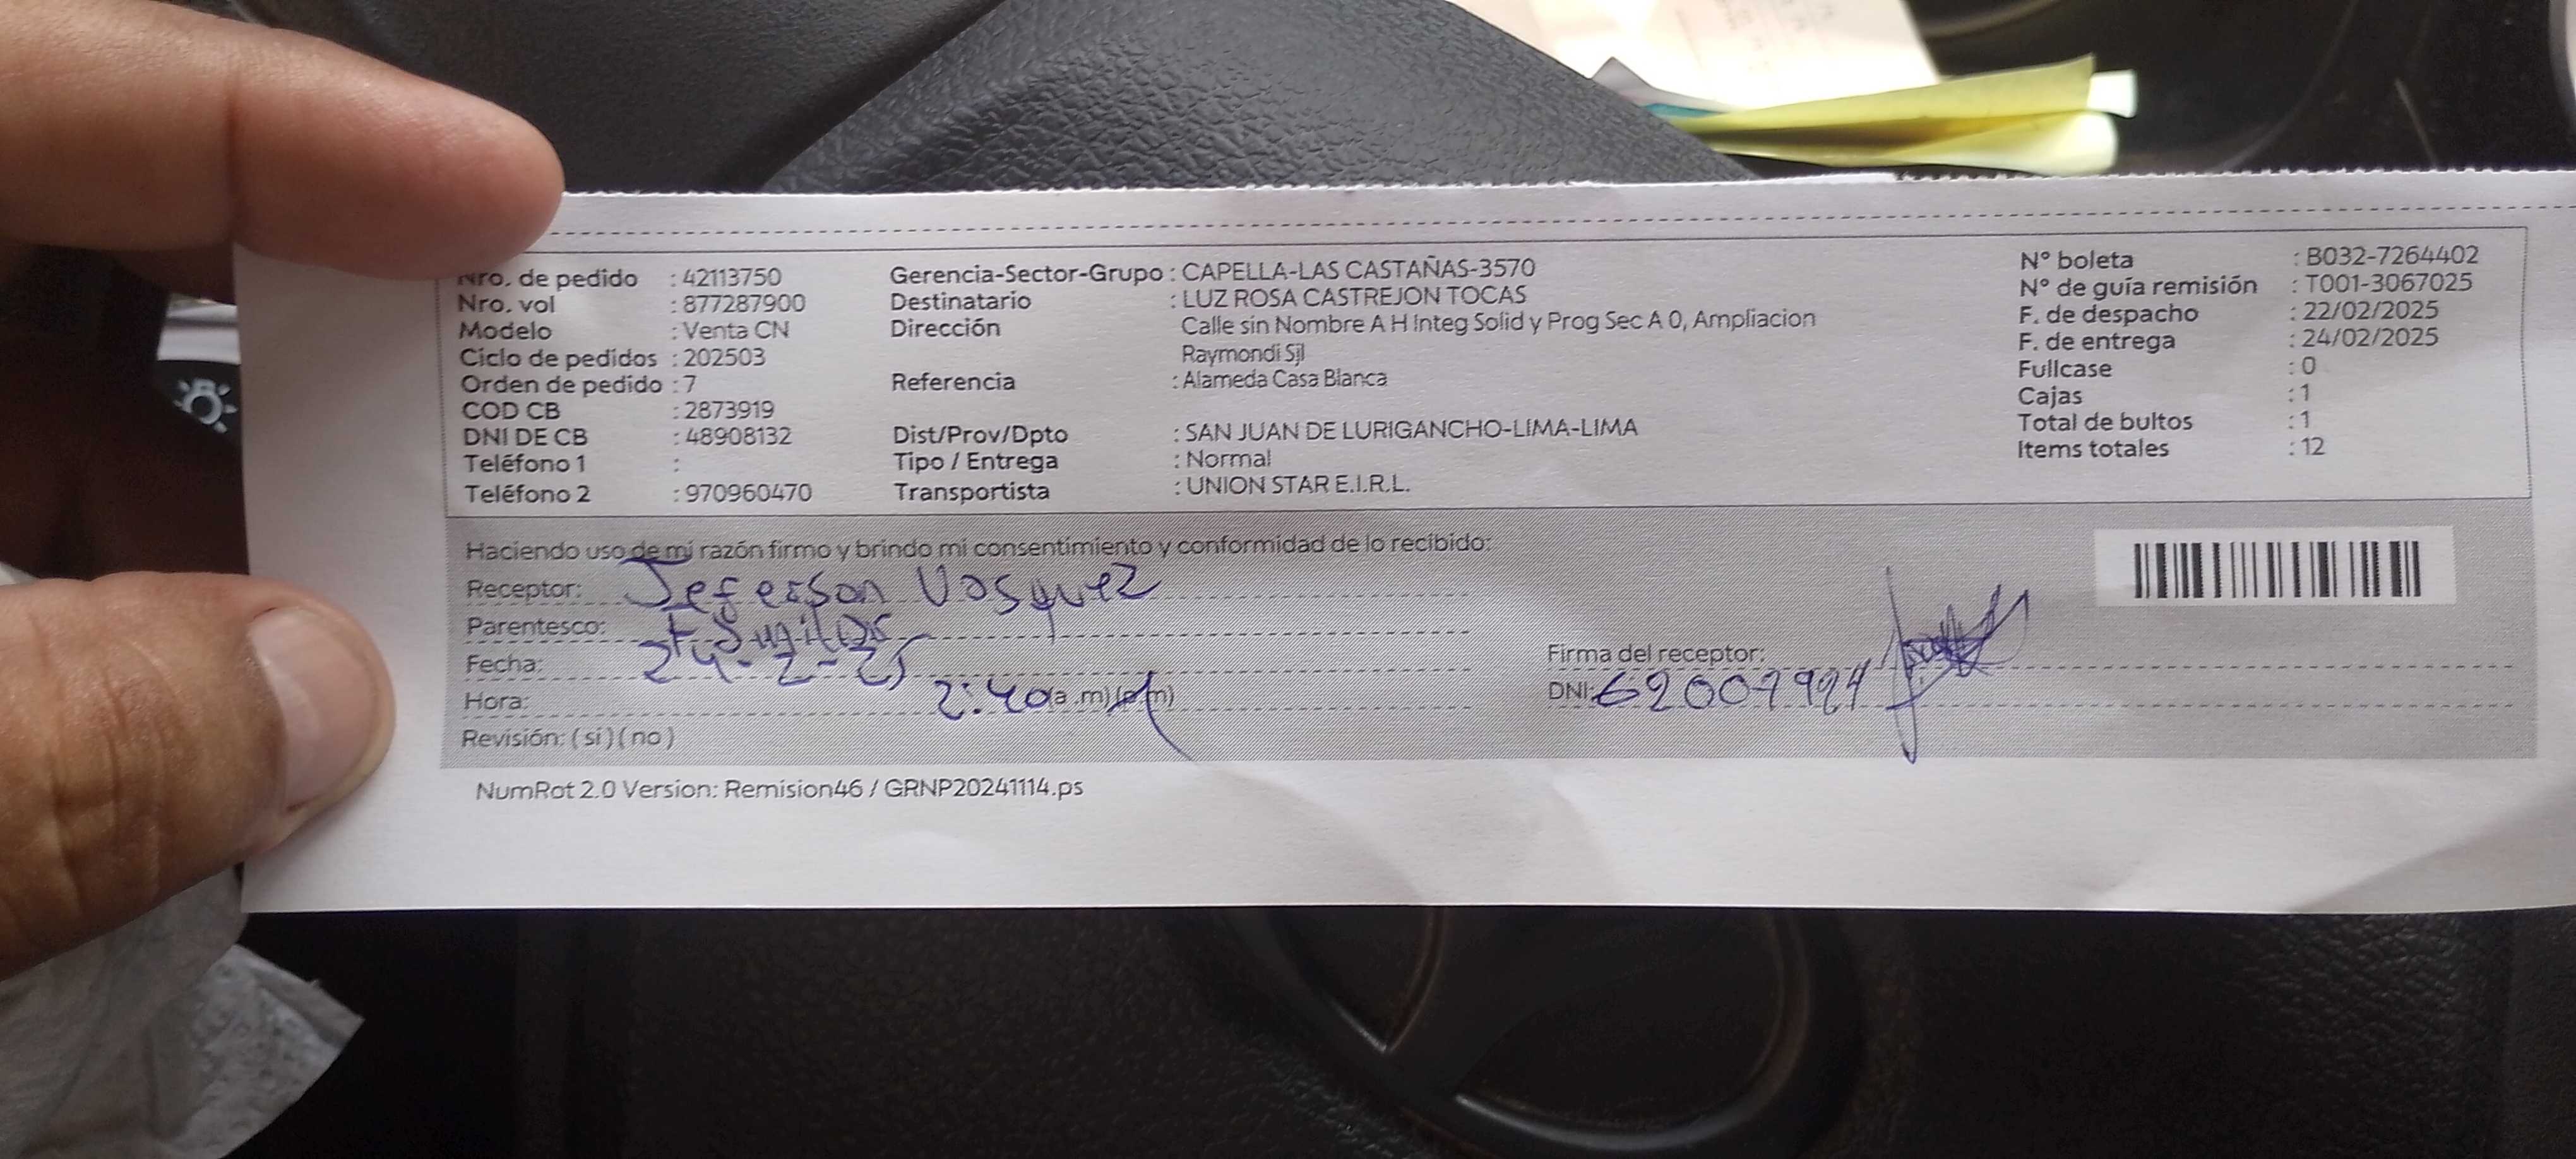 Nro. de pedido : 42113750
Nro. vol : 877287900
Modelo : Venta CN
Ciclo de pedidos : 202503
Orden de pedido : 7
COD CB : 2873919
DNI DE CB : 48908132
Teléfono 1 :
Teléfono 2 : 970960470
Gerencia-Sector-Grupo : CAPELLA-LAS CASTAÑAS-3570
Destinatario : LUZ ROSA CASTREJON TOCAS
Dirección Calle sin Nombre A H Integ Solid y Prog Sec A 0, Ampliacion
Raymondi Sjl
Referencia : Alameda Casa Blanca
Dist/Prov/Dpto : SAN JUAN DE LURIGANCHO-LIMA-LIMA
Tipo / Entrega : Normal
Transportista : UNION STAR E.I.R.L.
N° boleta : B032-7264402
N° de guía remisión : T001-3067025
F. de despacho : 22/02/2025
F. de entrega : 24/02/2025
Fullcase : 0
Cajas : 1
Total de bultos : 1
Items totales : 12
Haciendo uso de mi razón firmo y brindo mi consentimiento y conformidad de lo recibido:
Receptor: Jeferson Vasquez
Parentesco:
Fecha: 24-2-25
Hora: 2:40 (a .m) (p.m)
Revisión: ( si ) ( no )
Firma del receptor:
DNI:
NumRot 2.0 Version: Remision46 / GRNP20241114.ps